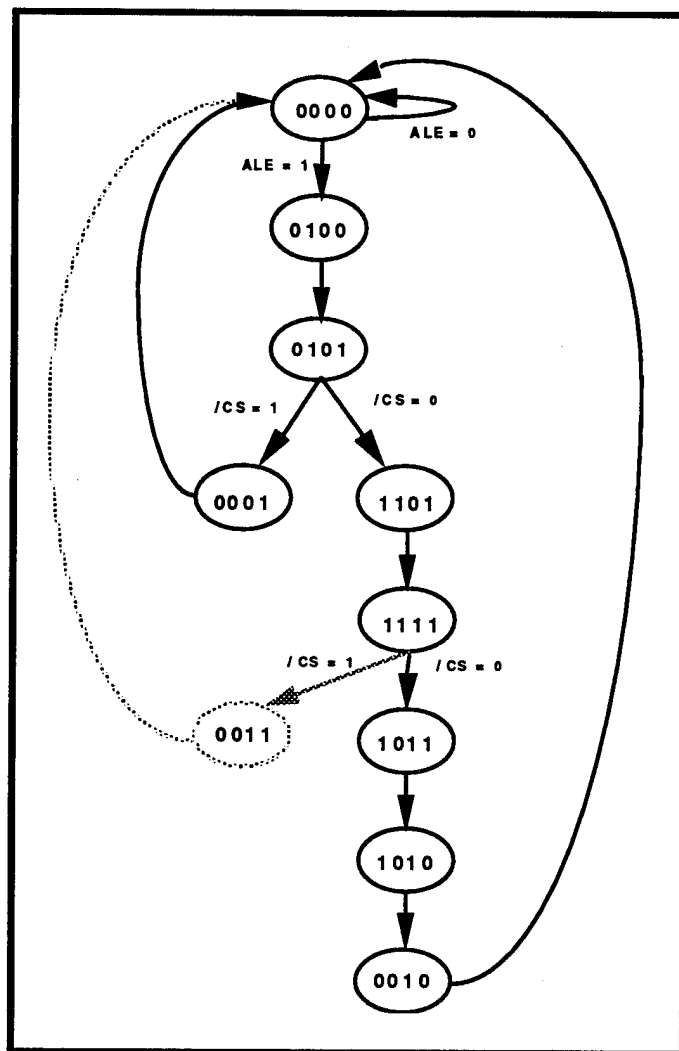 0000
ALE = 0
ALE = 1
0100
0101
/CS = 1
/CS = 0
0001
1101
1111
/CS = 1
/CS = 0
0011
1011
1010
0010